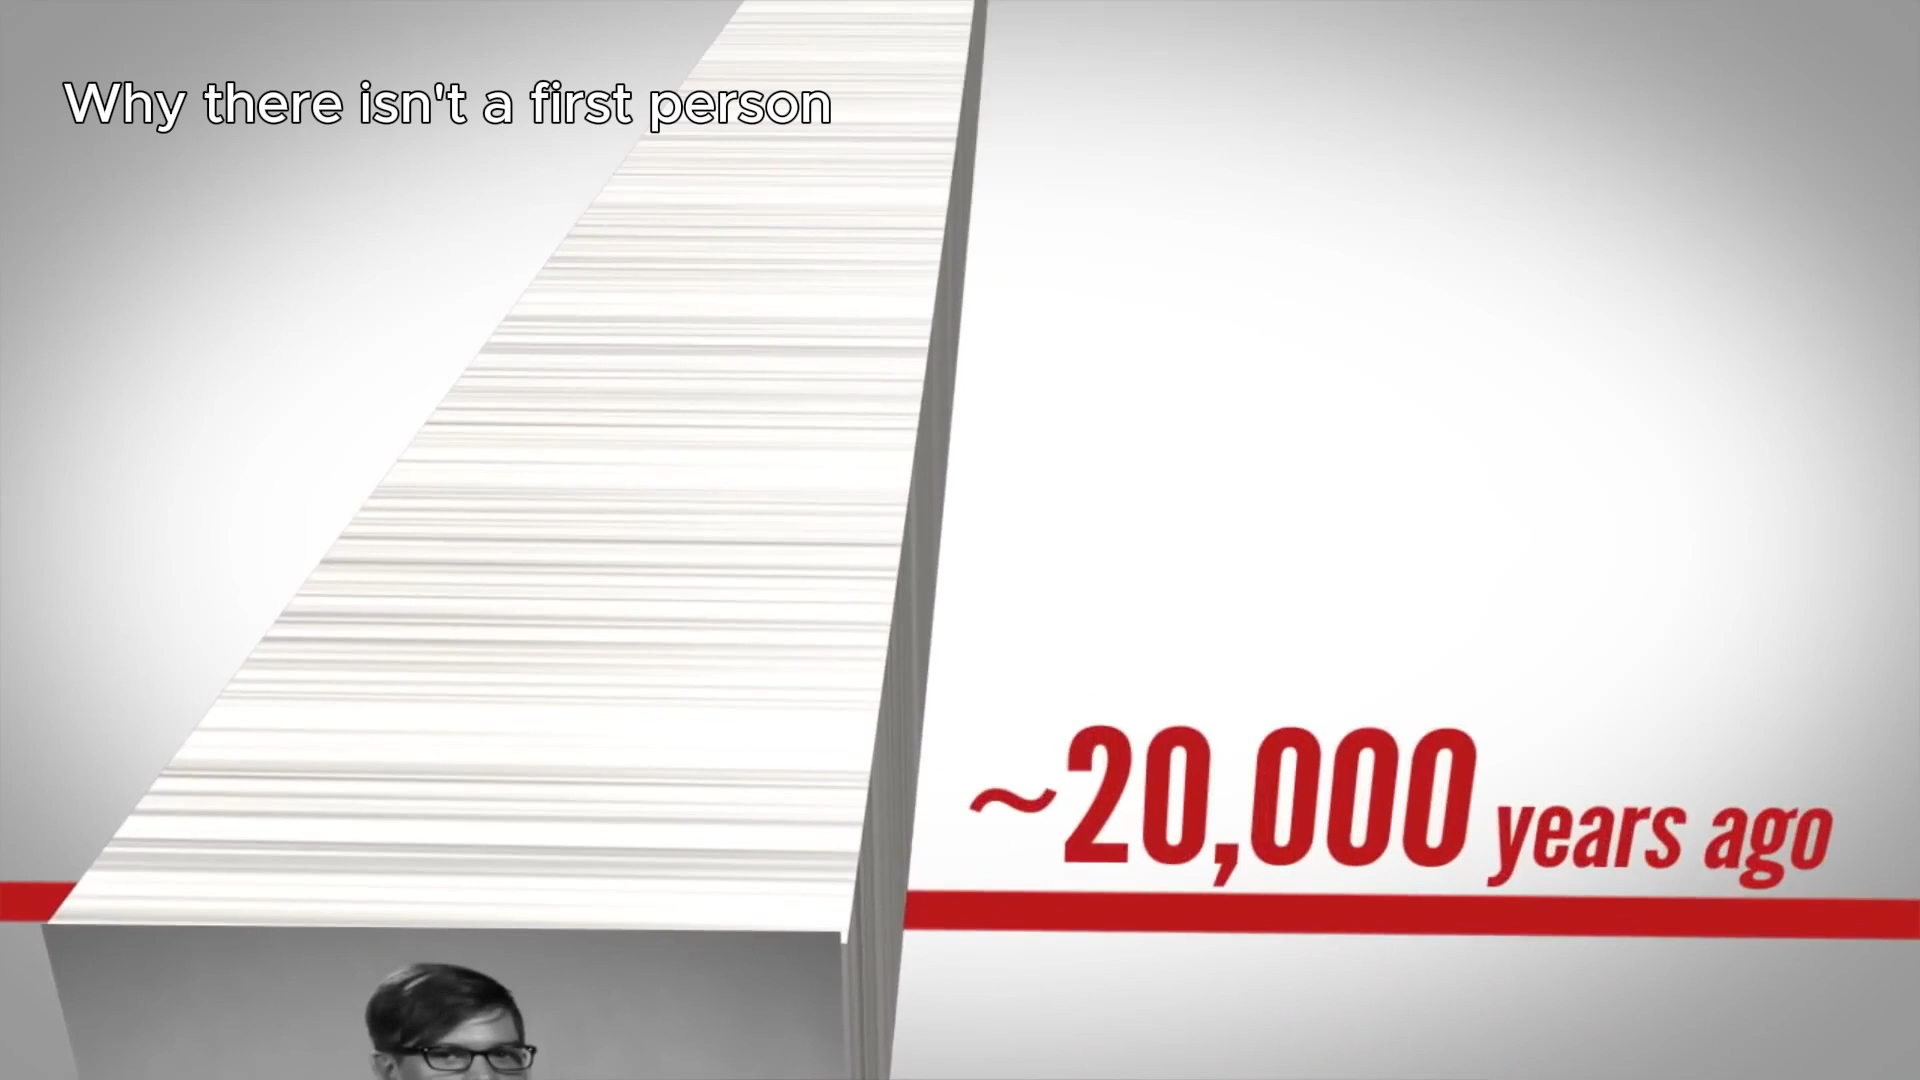 Why there isn't a first person
~20,000 years ago